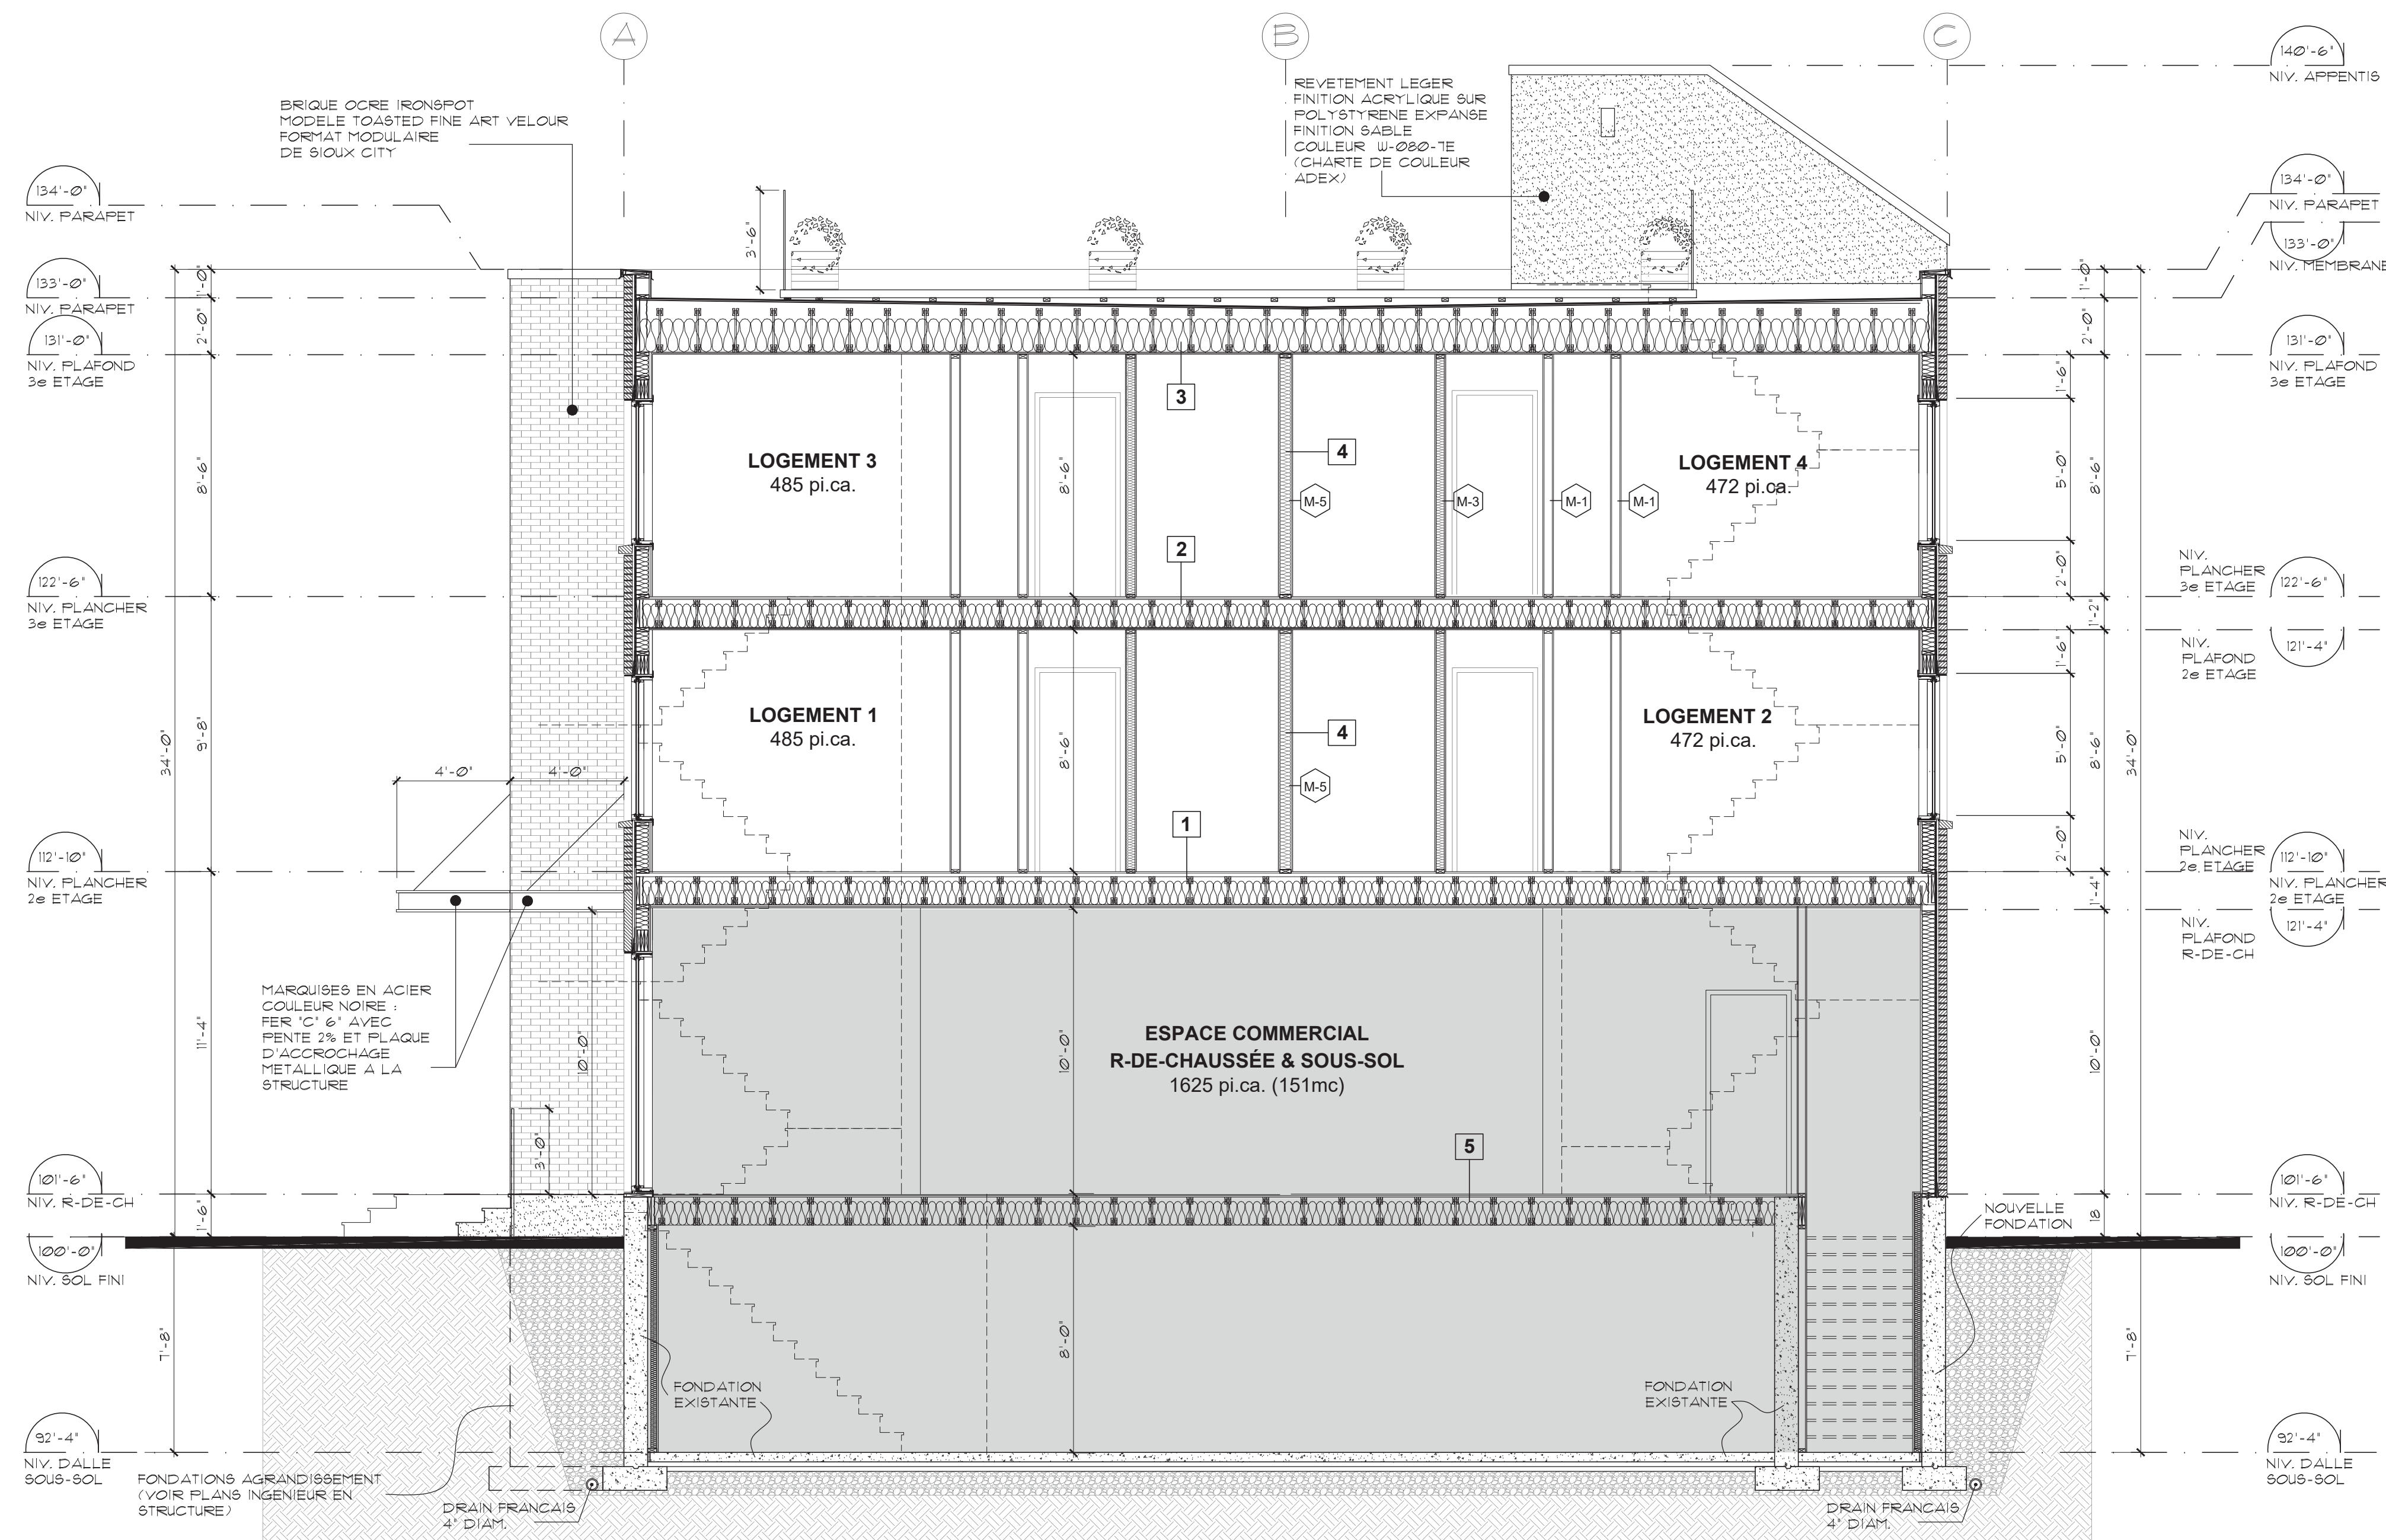 A
B
C
140'-6"
NIV. APPENTIS
BRIQUE OCRE IRONSPOT
MODELE TOASTED FINE ART VELOUR
FORMAT MODULAIRE
DE SIOUX CITY
REVETEMENT LEGER
FINITION ACRYLIQUE SUR
POLYSTYRENE EXPANSE
FINITION SABLE
COULEUR W-080-7E
(CHARTE DE COULEUR
ADEX)
134'-0"
NIV. PARAPET
134'-0"
NIV. PARAPET
133'-0"
NIV. MEMBRANE
3'-6"
133'-0"
NIV. PARAPET
1'-0"
1'-0"
2'-0"
2'-0"
131'-0"
NIV. PLAFOND
3e ETAGE
131'-0"
NIV. PLAFOND
3e ETAGE
3
1'-6"
LOGEMENT 3
485 pi.ca.
4
LOGEMENT 4
472 pi.ca.
8'-6"
8'-6"
5'-0"
8'-6"
M-5
M-3
M-1
M-1
2
2'-0"
122'-6"
NIV. PLANCHER
3e ETAGE
NIV.
PLANCHER
3e ETAGE
122'-6"
1'-2"
NIV.
PLAFOND
2e ETAGE
121'-4"
1'-6"
LOGEMENT 1
485 pi.ca.
4
LOGEMENT 2
472 pi.ca.
34'-0"
9'-8"
8'-6"
5'-0"
8'-6"
34'-0"
4'-0"
4'-0"
M-5
1
2'-0"
112'-10"
NIV. PLANCHER
2e ETAGE
NIV.
PLANCHER
2e ETAGE
112'-10"
NIV. PLANCHER
2e ETAGE
1'-4"
NIV.
PLAFOND
R-DE-CH
121'-4"
MARQUISES EN ACIER
COULEUR NOIRE :
FER "C" 6" AVEC
PENTE 2% ET PLAQUE
D'ACCROCHAGE
METALLIQUE A LA
STRUCTURE
11'-4"
10'-0"
10'-0"
10'-0"
ESPACE COMMERCIAL
R-DE-CHAUSSÉE & SOUS-SOL
1625 pi.ca. (151mc)
3'-0"
5
101'-6"
NIV. R-DE-CH
101'-6"
NIV. R-DE-CH
1'-6"
18
NOUVELLE
FONDATION
100'-0"
NIV. SOL FINI
100'-0"
NIV. SOL FINI
7'-8"
8'-0"
7'-8"
FONDATION
EXISTANTE
FONDATION
EXISTANTE
92'-4"
NIV. DALLE
SOUS-SOL
92'-4"
NIV. DALLE
SOUS-SOL
FONDATIONS AGRANDISSEMENT
(VOIR PLANS INGENIEUR EN
STRUCTURE)
DRAIN FRANCAIS
4" DIAM.
DRAIN FRANCAIS
4" DIAM.